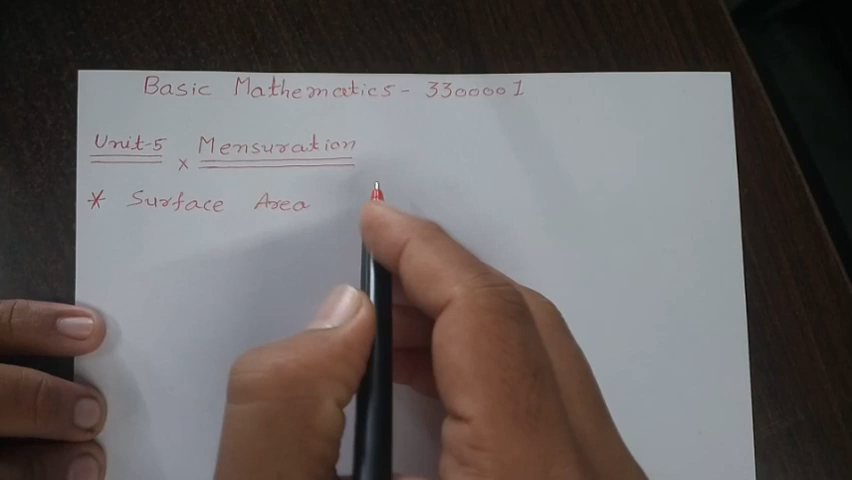 Basic Mathematics - 3300001
Unit-5 x Mensuration
* Surface Area